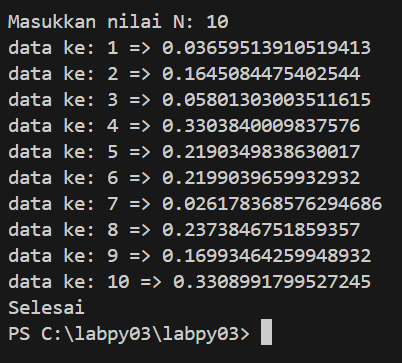 Masukkan nilai N: 10
data ke: 1 => 0.03659513910519413
data ke: 2 => 0.1645084475402544
data ke: 3 => 0.05801303003511615
data ke: 4 => 0.3303840009837576
data ke: 5 => 0.2190349838630017
data ke: 6 => 0.2199039659932932
data ke: 7 => 0.026178368576294686
data ke: 8 => 0.2373846751859357
data ke: 9 => 0.16993464259948932
data ke: 10 => 0.3308991799527245
Selesai
PS C:\labpy03\labpy03>